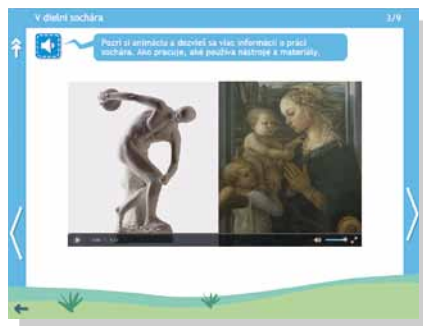 V dielni sochára
3/9
Pozri si animáciu a dozvieš sa viac informácií o práci
sochára. Ako pracuje, aké používa nástroje a materiály.